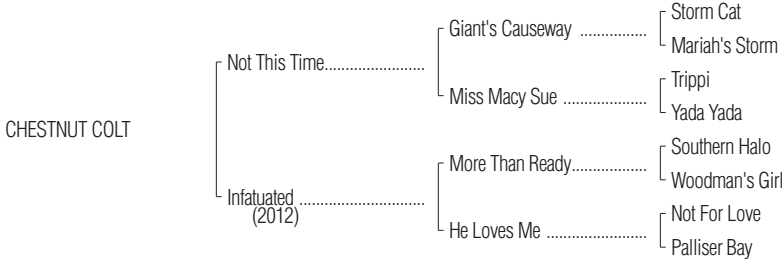 Storm Cat
Giant's Causeway ................
Mariah's Storm
Not This Time........................
Trippi
Miss Macy Sue ....................
Yada Yada
CHESTNUT COLT
Southern Halo
More Than Ready..................
Woodman's Girl
Infatuated ..............................
(2012)
Not For Love
He Loves Me ........................
Palliser Bay